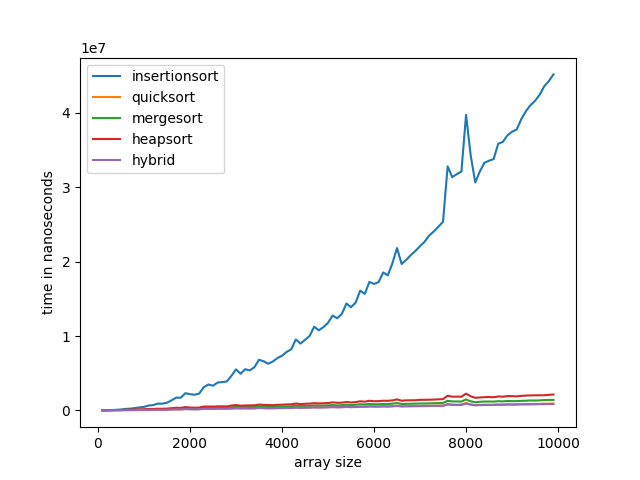 1e7
insertionsort
quicksort
mergesort
heapsort
hybrid
4
3
2
1
0
time in nanoseconds
0 2000 4000 6000 8000 10000
array size